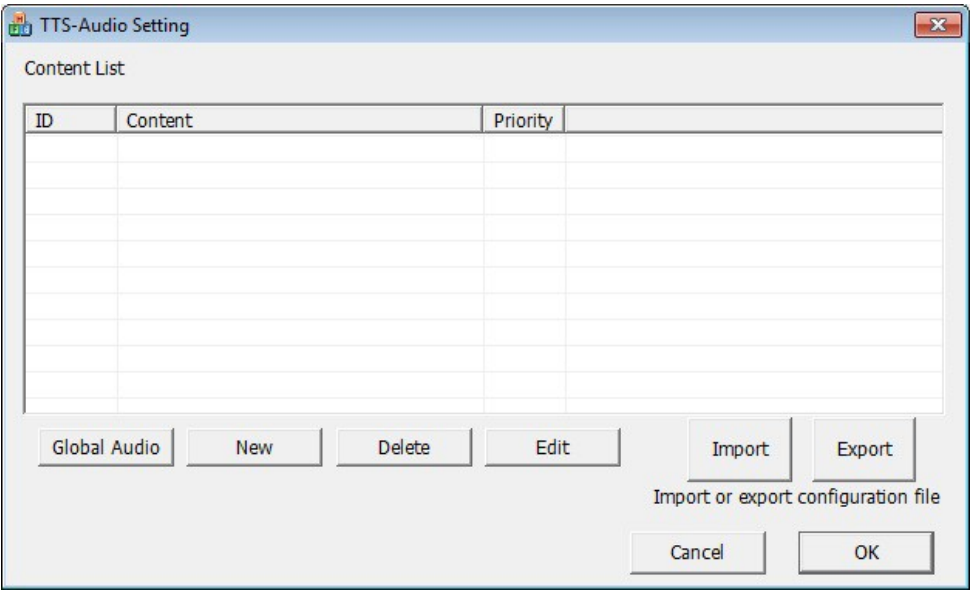 TTS-Audio Setting
Content List
ID Content Priority
Global Audio New Delete Edit Import Export
Import or export configuration file
Cancel OK